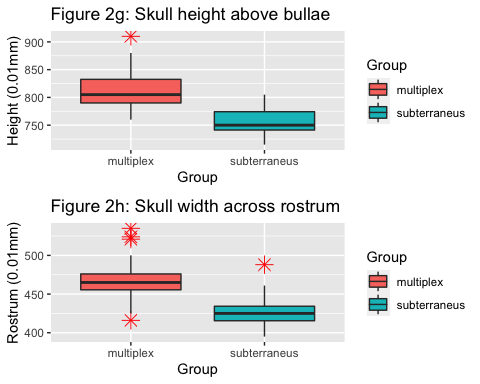 Figure 2g: Skull height above bullae
Height (0.01mm)
900
850
800
750
multiplex
subterraneus
Group
Group
multiplex
subterraneus
Figure 2h: Skull width across rostrum
Rostrum (0.01mm)
500
450
400
multiplex
subterraneus
Group
Group
multiplex
subterraneus